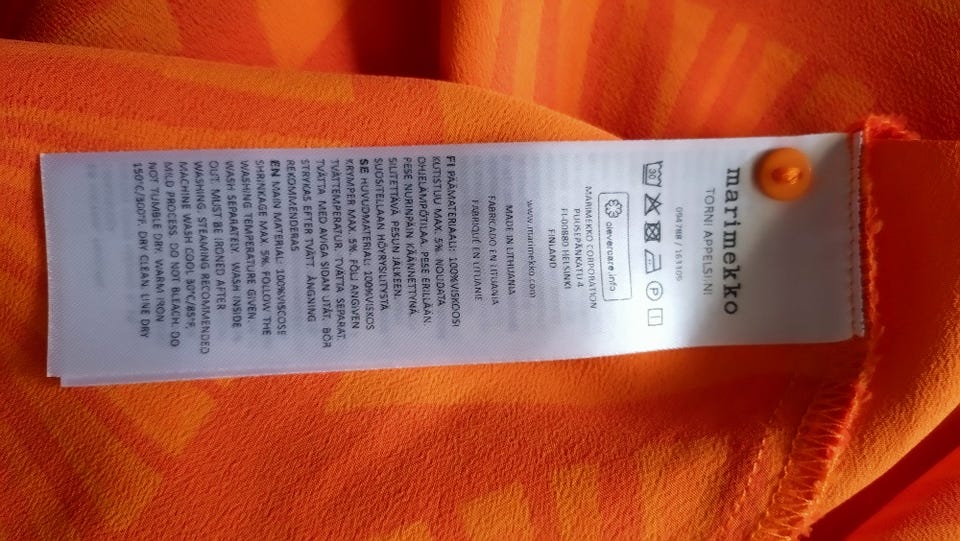 marimekko
TORNI APPELSIINI
094788 / 161306
30
P
clevercare.info
MARIMEKKO CORPORATION
PUUSEPÄNKATU 4
FI-00880 HELSINKI
FINLAND
www.marimekko.com
MADE IN LITHUANIA
FABRICADO EN LITUANIA
FABRIQUÉ EN LITUANIE
FI PÄÄMATERIAALI: 100%VISKOOSI
KUTISTUU MAX. 5%. NOUDATA
OHJELÄMPÖTILAA. PESE ERILLÄÄN.
PESE NURINPÄIN KÄÄNNETTYNÄ.
SILITETTÄVÄ PESUN JÄLKEEN.
SUOSITELLAAN HÖYRYSILITYSTÄ
SE HUVUDMATERIAL: 100%VISKOS
KRYMPER MAX. 5%. FÖLJ ANGIVEN
TVÄTTEMPERATUR. TVÄTTA SEPARAT.
TVÄTTA MED AVIGA SIDAN UTÅT. BÖR
STRYKAS EFTER TVÄTT. ÅNGNING
REKOMMENDERAS
EN MAIN MATERIAL: 100%VISCOSE
SHRINKAGE MAX. 5%. FOLLOW THE
WASHING TEMPERATURE GIVEN.
WASH SEPARATELY. WASH INSIDE
OUT. MUST BE IRONED AFTER
WASHING. STEAMING RECOMMENDED
MACHINE WASH COOL 30°C/85°F,
MILD PROCESS. DO NOT BLEACH. DO
NOT TUMBLE DRY. WARM IRON
150°C/300°F. DRY CLEAN. LINE DRY